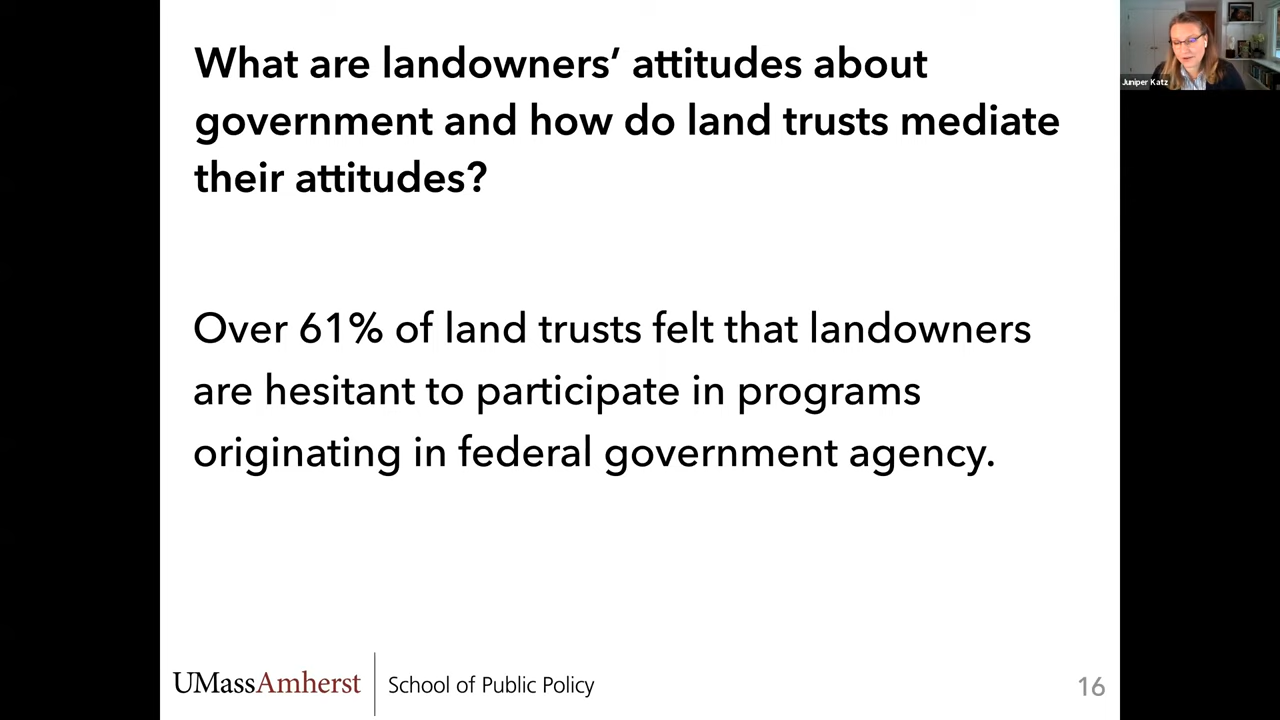 What are landowners’ attitudes about
government and how do land trusts mediate
their attitudes?
Over 61% of land trusts felt that landowners
are hesitant to participate in programs
originating in federal government agency.
UMassAmherst
School of Public Policy
16
Juniper Katz